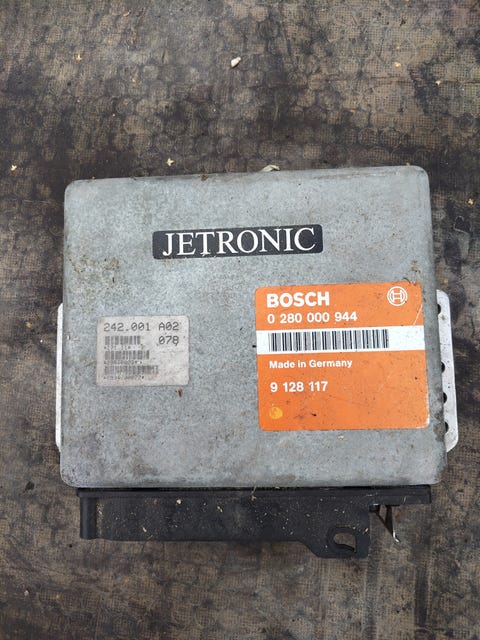 JETRONIC
BOSCH
0 280 000 944
Made in Germany
9 128 117
242.001 A02
078